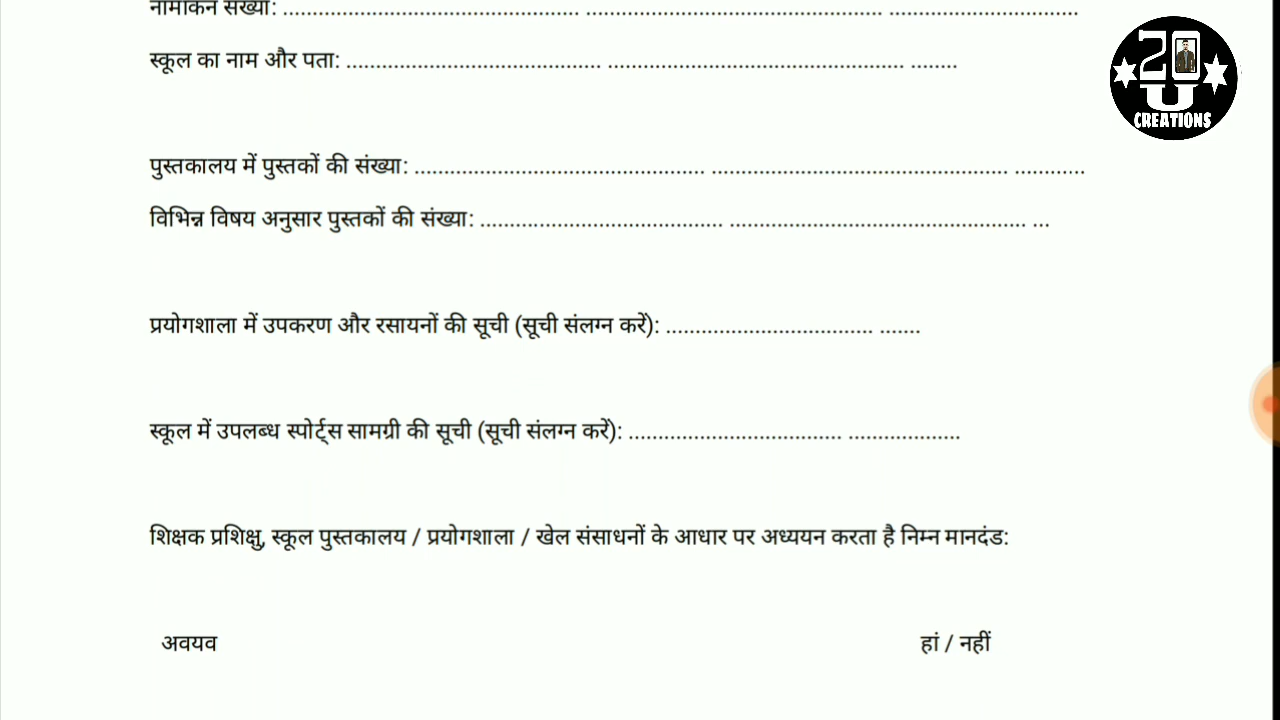 नामांकन संख्या: .................................................. .................................................... ................................
स्कूल का नाम और पता: ........................................... .................................................. ........
पुस्तकालय में पुस्तकों की संख्या: ................................................. .................................................. ............
विभिन्न विषय अनुसार पुस्तकों की संख्या: ......................................... .................................................. ...
प्रयोगशाला में उपकरण और रसायनों की सूची (सूची संलग्न करें): ................................... .......
स्कूल में उपलब्ध स्पोर्ट्स सामग्री की सूची (सूची संलग्न करें): .................................... ...................
शिक्षक प्रशिक्षु, स्कूल पुस्तकालय / प्रयोगशाला / खेल संसाधनों के आधार पर अध्ययन करता है निम्न मानदंड:
अवयव हां / नहीं
20
U
CREATIONS